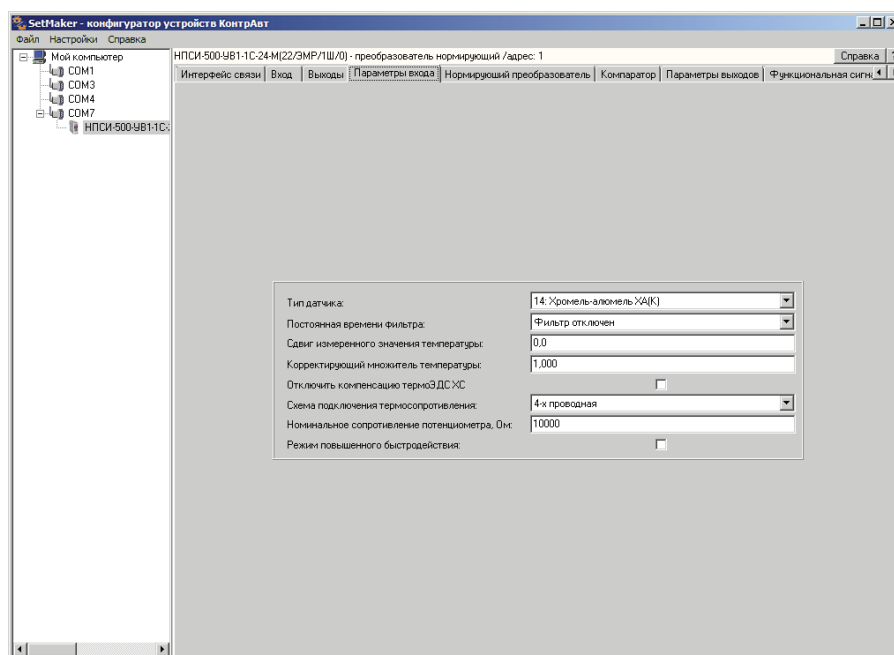 SetMaker - конфигуратор устройств КонтрАвт
Файл Настройки Справка
Мой компьютер
COM1
COM3
COM4
COM7
НПСИ-500-УВ1-1С-
НПСИ-500-УВ1-1С-24-М(22/ЭМР/1Ш/0) - преобразователь нормирующий /адрес: 1
Справка
Интерфейс связи Вход Выходы Параметры входа Нормирующий преобразователь Компаратор Параметры выходов Функциональная сигн
Тип датчика: 14: Хромель-алюмель ХА(К)
Постоянная времени фильтра: Фильтр отключен
Сдвиг измеренного значения температуры: 0,0
Корректирующий множитель температуры: 1,000
Отключить компенсацию термоЭДС ХС
Схема подключения термосопротивления: 4-х проводная
Номинальное сопротивление потенциометра, Ом: 10000
Режим повышенного быстродействия: